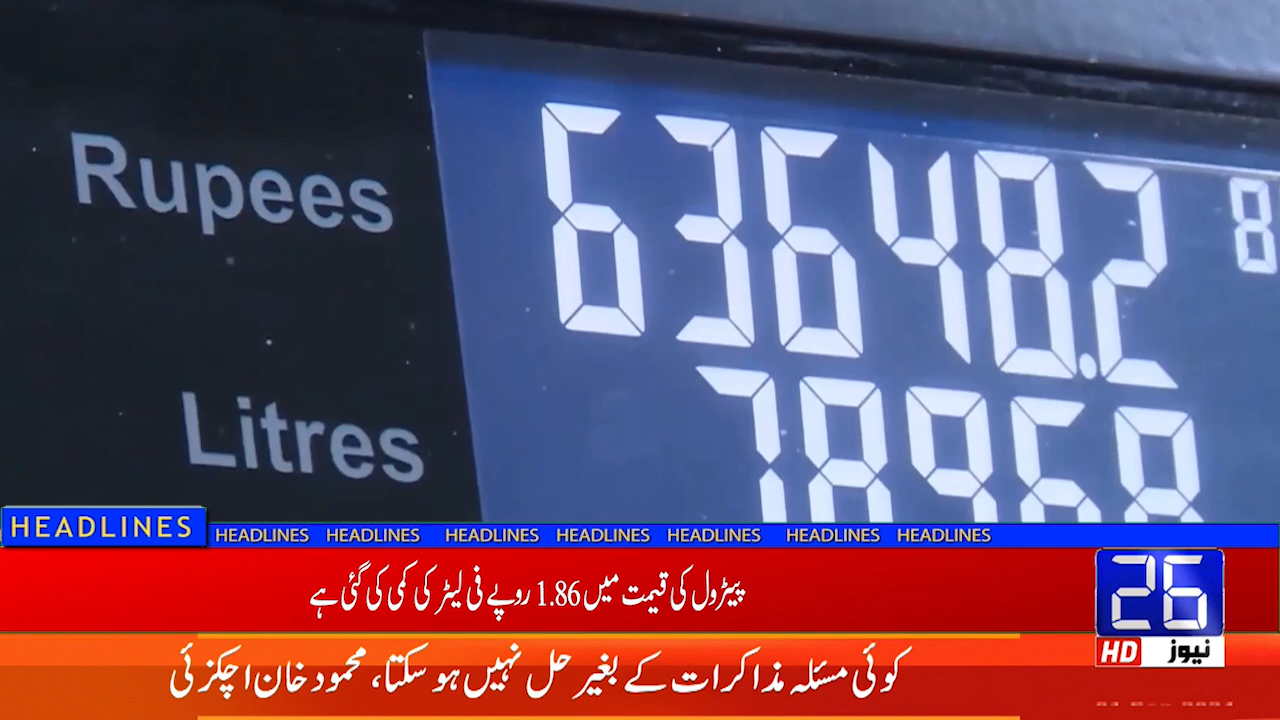 Rupees 63648.2 8
Litres
HEADLINES HEADLINES HEADLINES HEADLINES HEADLINES HEADLINES HEADLINES HEADLINES
پیٹرول کی قیمت میں 1.86 روپے فی لیٹر کی کمی کی گئی ہے
26
HD نیوز
کوئی مسئلہ مذاکرات کے بغیر حل نہیں ہو سکتا، محمود خان اچکزئی